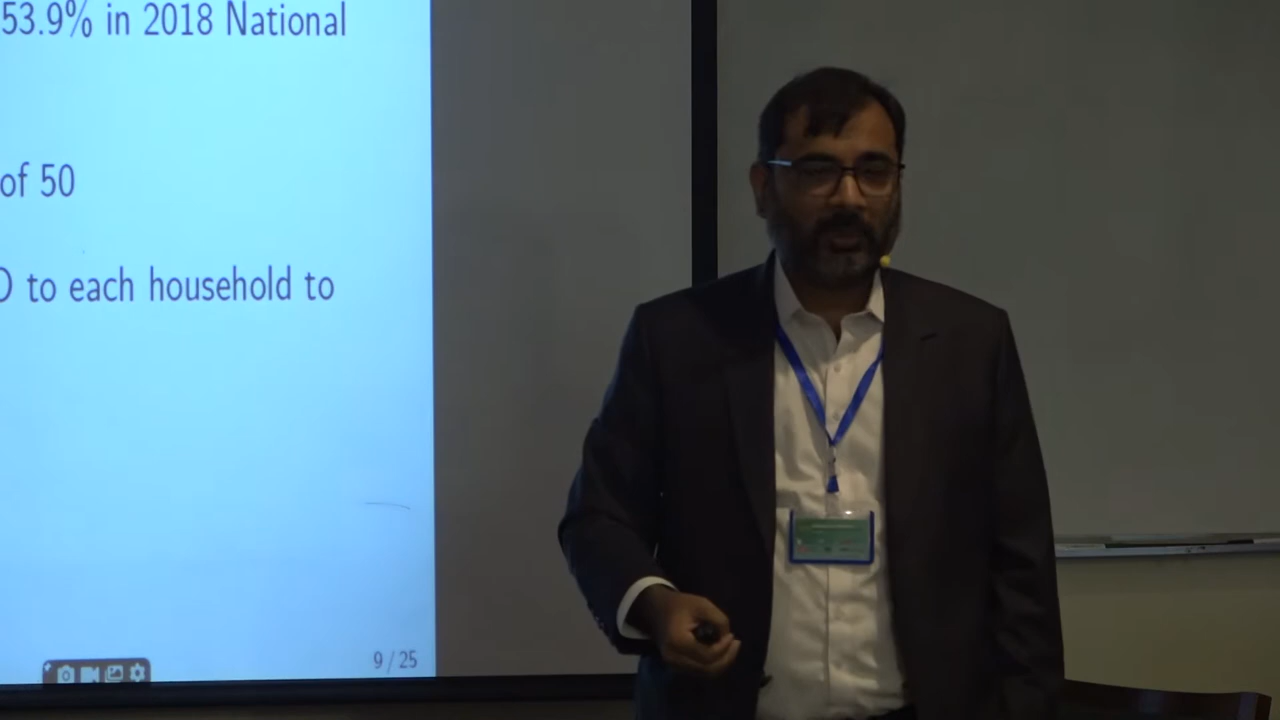 53.9% in 2018 National
of 50
to each household to
9 / 25